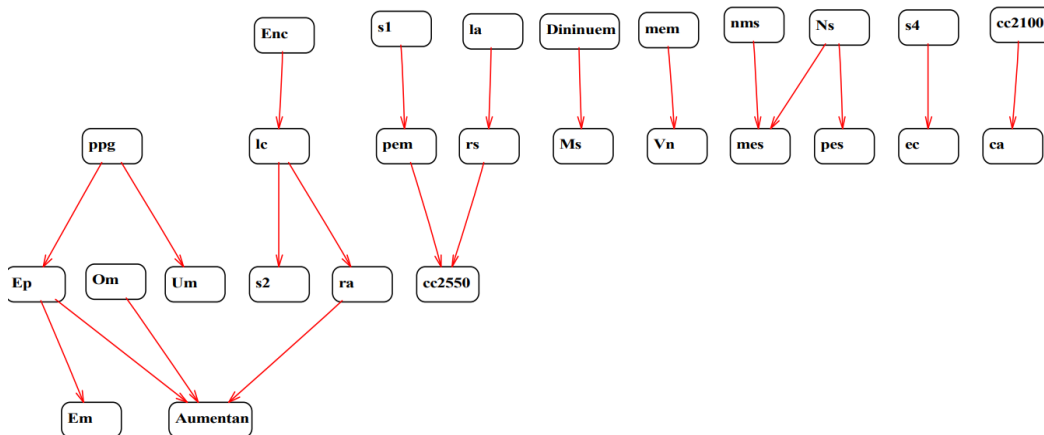 Enc
s1
la
Dininuem
mem
nms
Ns
s4
cc2100
ppg
lc
pem
rs
Ms
Vn
mes
pes
ec
ca
Ep
Om
Um
s2
ra
cc2550
Em
Aumentan